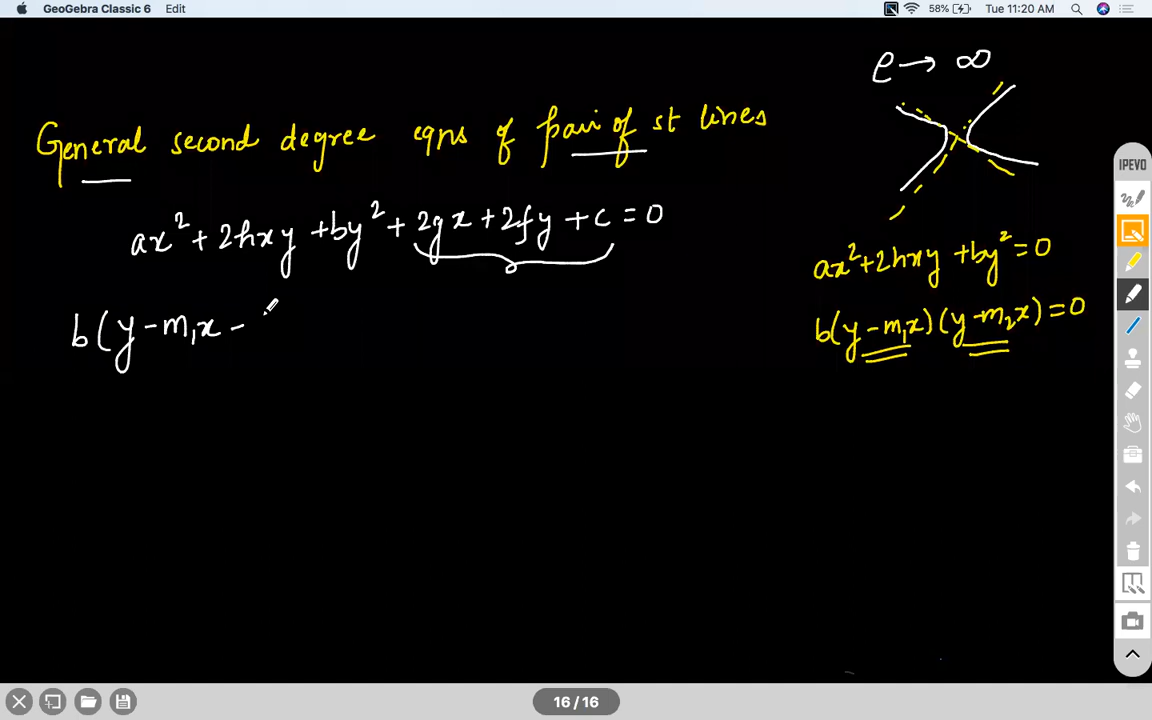 GeoGebra Classic 6 Edit 58% Tue 11:20 AM
e → ∞
General second degree eqns of pair of st lines
ax² + 2hxy + by² + 2gx + 2fy + c = 0
ax² + 2hxy + by² = 0
b(y - m₁x -
b(y - m₁x)(y - m₂x) = 0
IPEVO
16 / 16